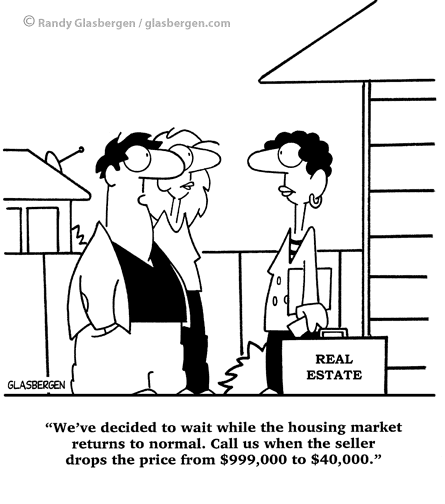 © Randy Glasbergen / glasbergen.com
REAL
ESTATE
GLASBERGEN
“We’ve decided to wait while the housing market
returns to normal. Call us when the seller
drops the price from $999,000 to $40,000.”